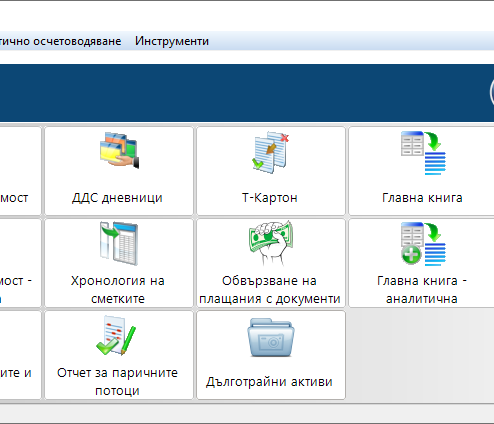 тично осчетоводяване Инструменти
мост
ДДС дневници
Т-Картон
Главна книга
мост -
а
Хронология на
сметките
Обвързване на
плащания с документи
Главна книга -
аналитична
ите и
Отчет за паричните
потоци
Дълготрайни активи